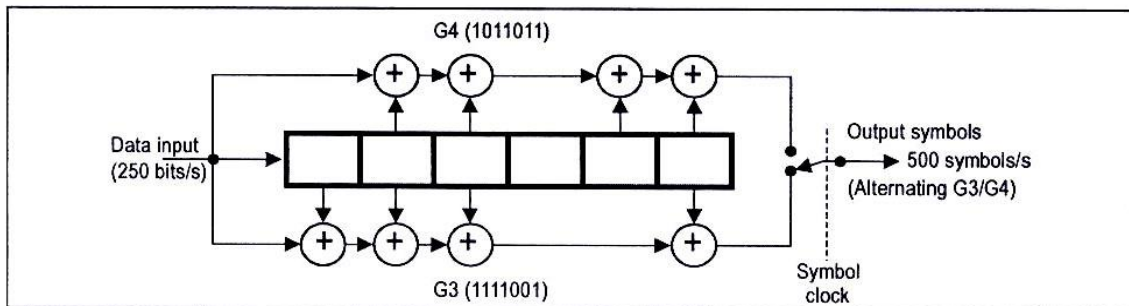 G4 (1011011)
+ + + +
Data input
(250 bits/s)
Output symbols
500 symbols/s
(Alternating G3/G4)
+ + + +
Symbol
clock
G3 (1111001)